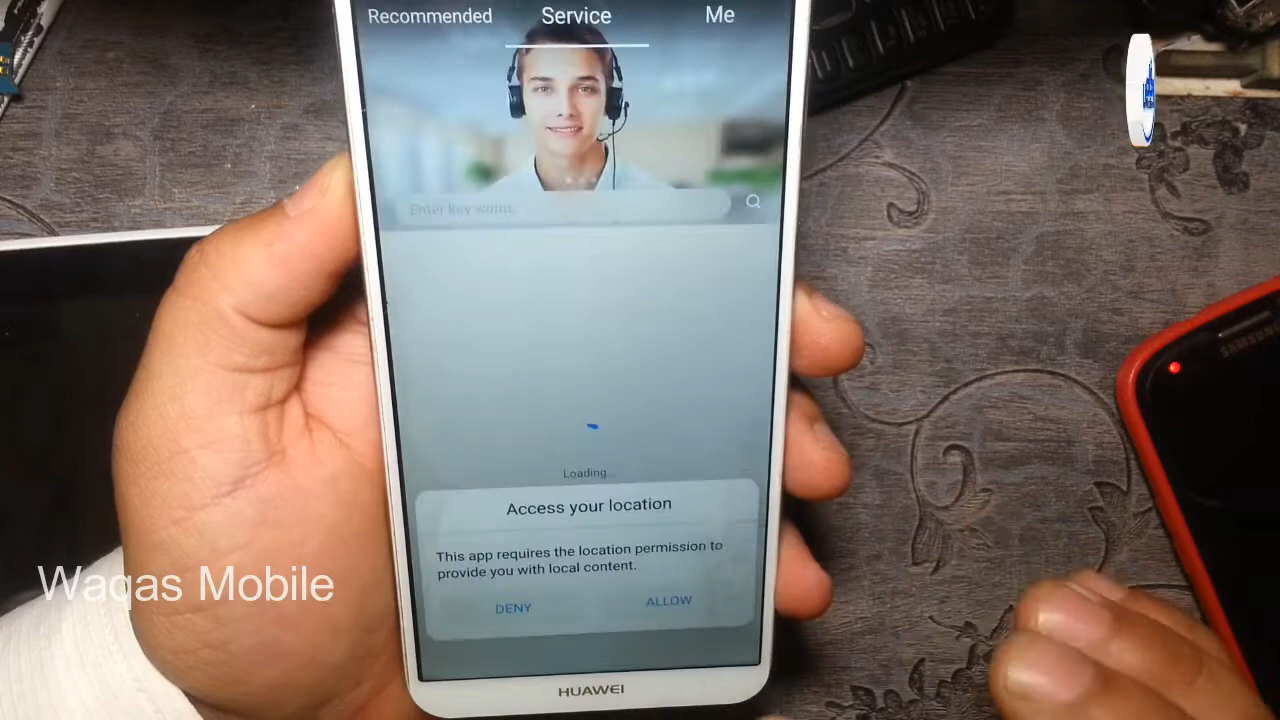 Recommended Service Me
Enter key words
Loading...
Access your location
This app requires the location permission to
provide you with local content.
DENY ALLOW
HUAWEI
Waqas Mobile
SAMSUNG